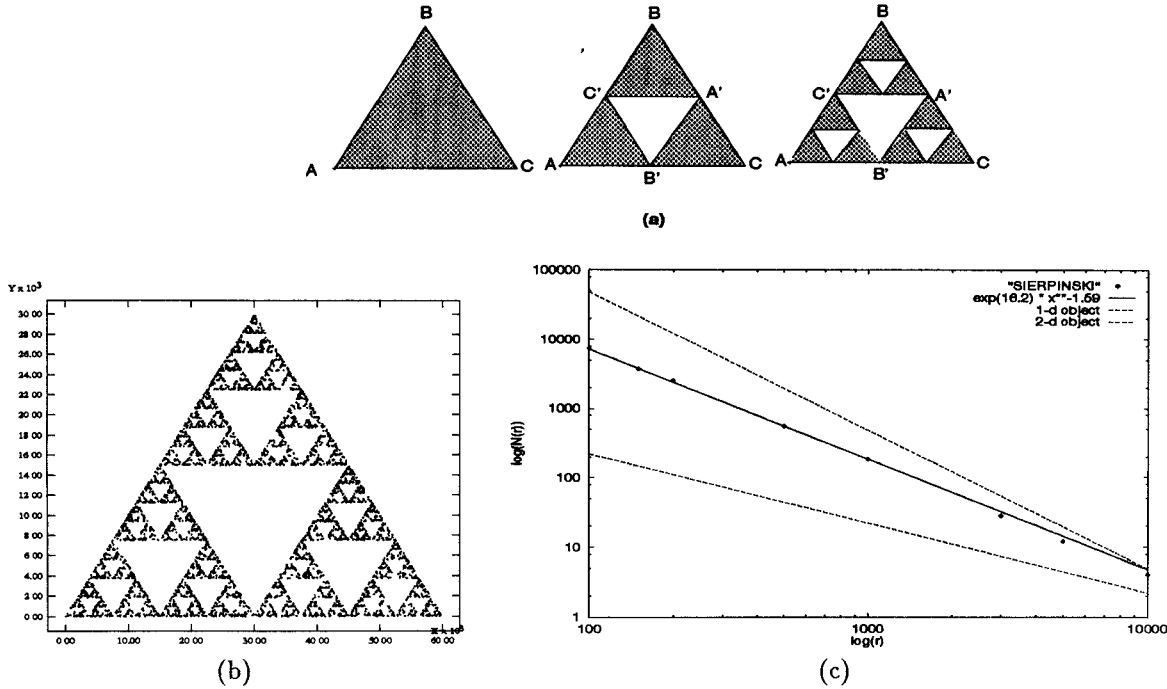 B B B
C' A' C' A'
A C A C A C
B' B'
(a)
Y x 10³
30 00
28 00
26 00
24 00
22 00
20 00
18 00
16 00
14 00
12 00
10 00
8 00
6 00
4 00
2 00
0 00
0 00 10.00 20.00 30.00 40.00 50.00 60.00
(b)
100000
10000
1000
100
10
1
log(N(r))
"SIERPINSKI"
exp(16.2) * x**-1.59
1-d object
2-d object
100 1000 10000
log(r)
(c)